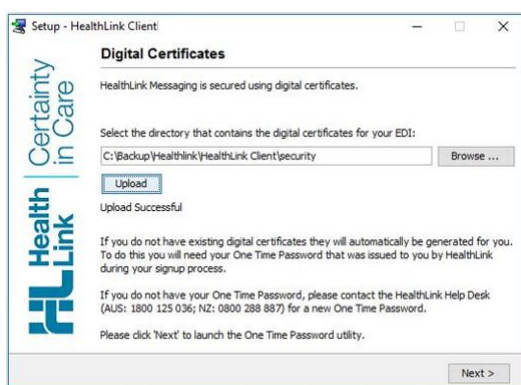 Setup - HealthLink Client
Digital Certificates
HealthLink Messaging is secured using digital certificates.
Select the directory that contains the digital certificates for your EDI:
C:\Backup\Healthlink\HealthLink Client\security
Browse ...
Upload
Upload Successful
If you do not have existing digital certificates they will automatically be generated for you.
To do this you will need your One Time Password that was issued to you by HealthLink
during your signup process.
If you do not have your One Time Password, please contact the HealthLink Help Desk
(AUS: 1800 125 036; NZ: 0800 288 887) for a new One Time Password.
Please click 'Next' to launch the One Time Password utility.
Next >
Health
Link
Certainty
in Care